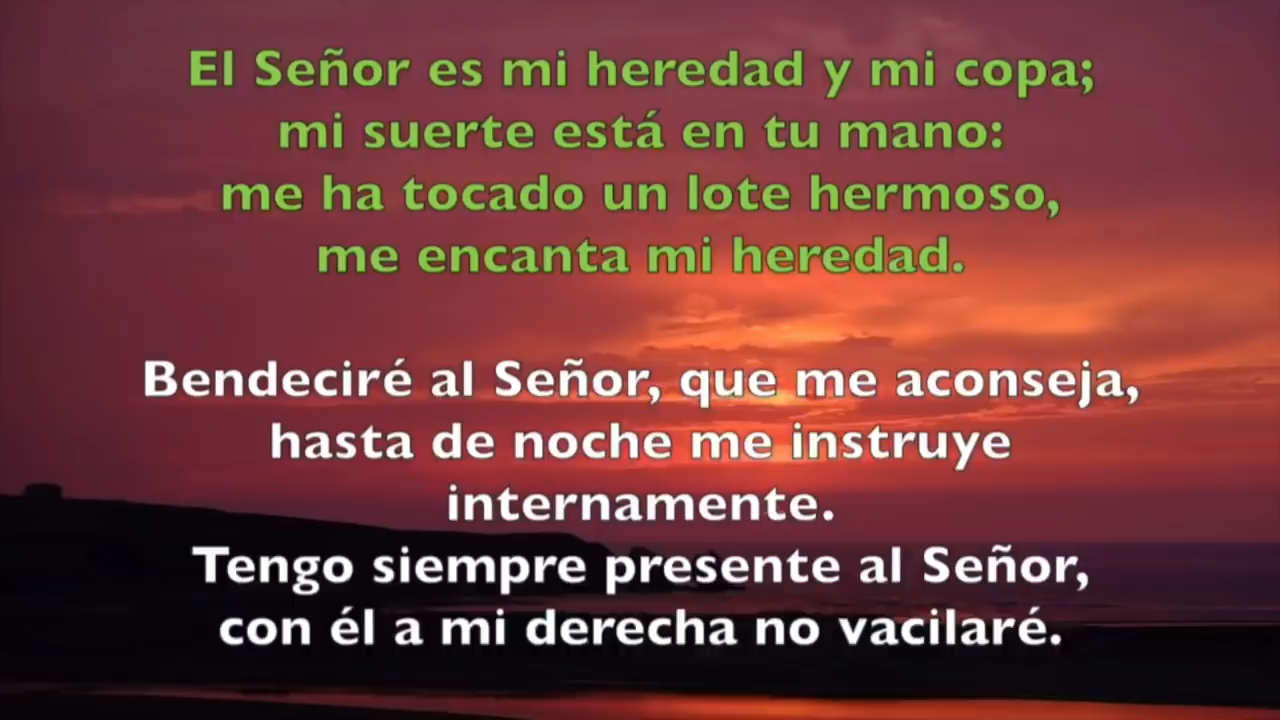 El Señor es mi heredad y mi copa;
mi suerte está en tu mano:
me ha tocado un lote hermoso,
me encanta mi heredad.
Bendeciré al Señor, que me aconseja,
hasta de noche me instruye
internamente.
Tengo siempre presente al Señor,
con él a mi derecha no vacilaré.